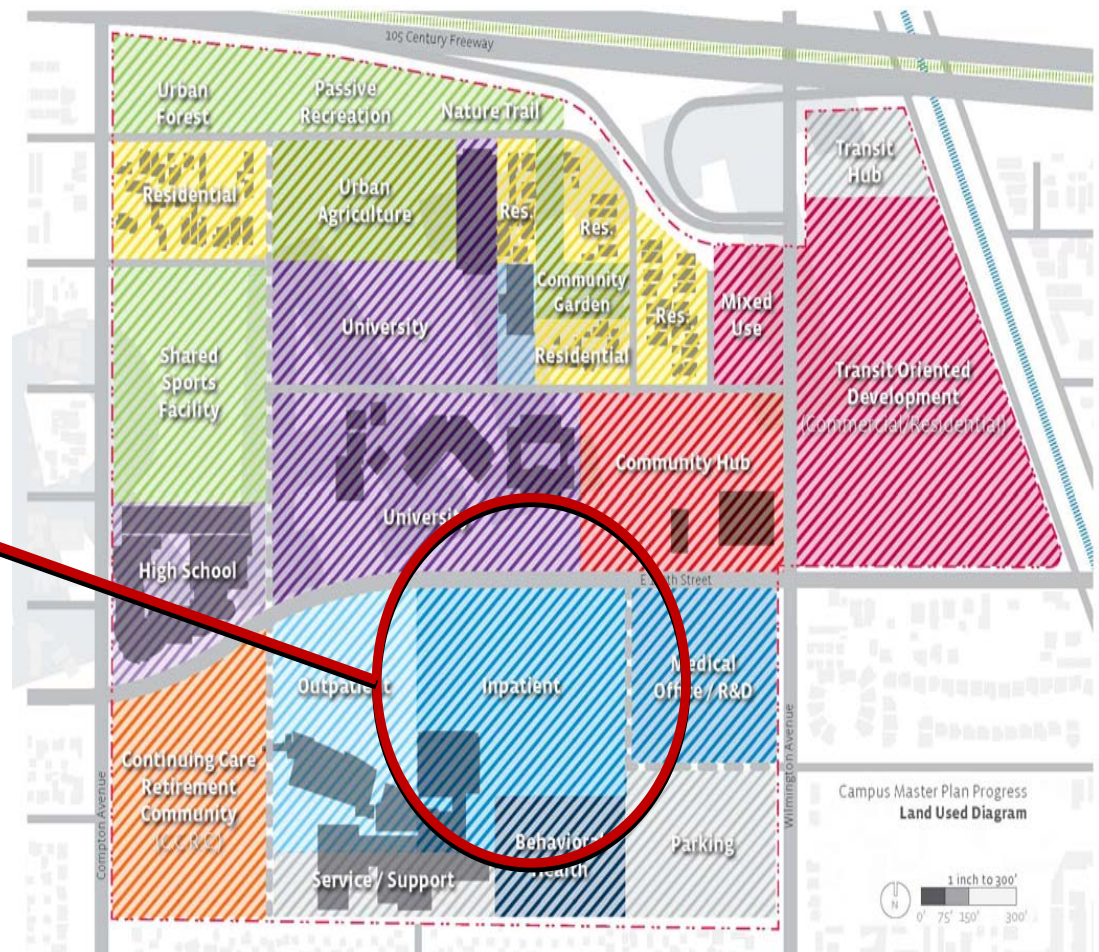 105 Century Freeway
Urban
Forest
Passive
Recreation
Nature Trail
Transit
Hub
Residential
Urban
Agriculture
Res.
Res.
Community
Garden
Res.
Mixed
Use
University
Residential
Shared
Sports
Facility
Transit Oriented
Development
(Commercial/Residential)
Community Hub
University
High School
E Street
Outpatient
Inpatient
Medical
Office / R&D
Continuing Care
Retirement
Community
(C.C.R.C)
Compton Avenue
Wilmington Avenue
Behavioral
Health
Parking
Service / Support
Campus Master Plan Progress
Land Used Diagram
1 inch to 300'
N
0' 75' 150' 300'